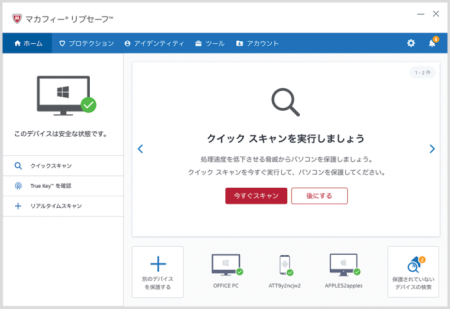 マカフィー® リブセーフ™
ホーム
プロテクション
アイデンティティ
ツール
アカウント
1 - 2 件
このデバイスは安全な状態です。
クイックスキャン
True Key™ を確認
リアルタイムスキャン
クイック スキャンを実行しましょう
処理速度を低下させる脅威からパソコンを保護しましょう。
クイック スキャンを今すぐ実行して、パソコンを保護してください。
今すぐスキャン
後にする
別のデバイス
を保護する
OFFICE PC
ATT9yJncjw2
APPLES2apples
保護されていない
デバイスの検索